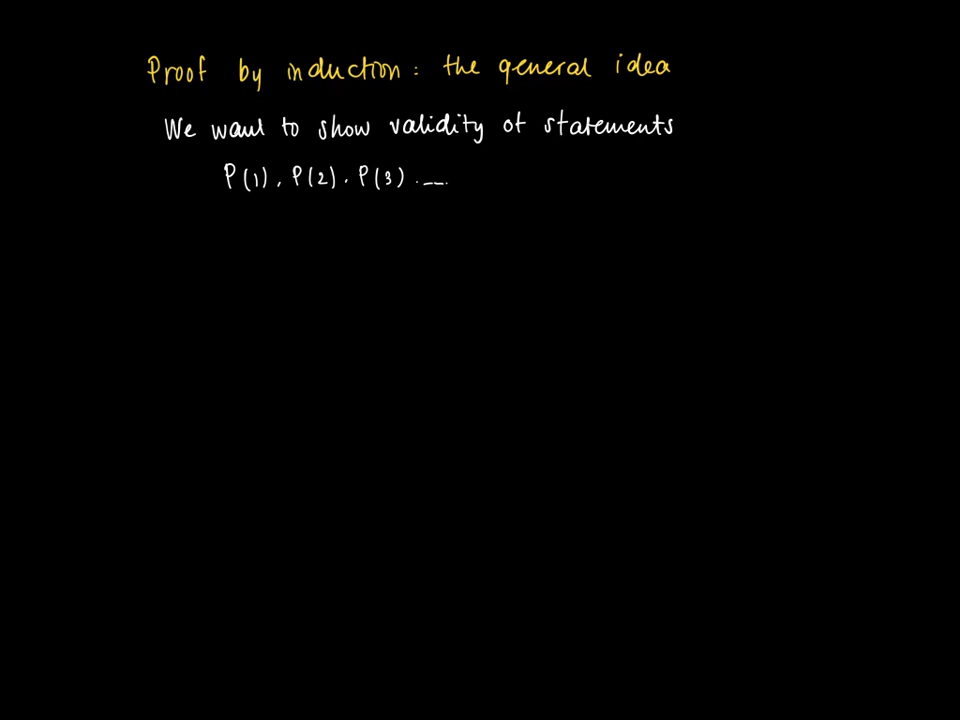 Proof by induction: the general idea
We want to show validity of statements
P(1), P(2), P(3) ....